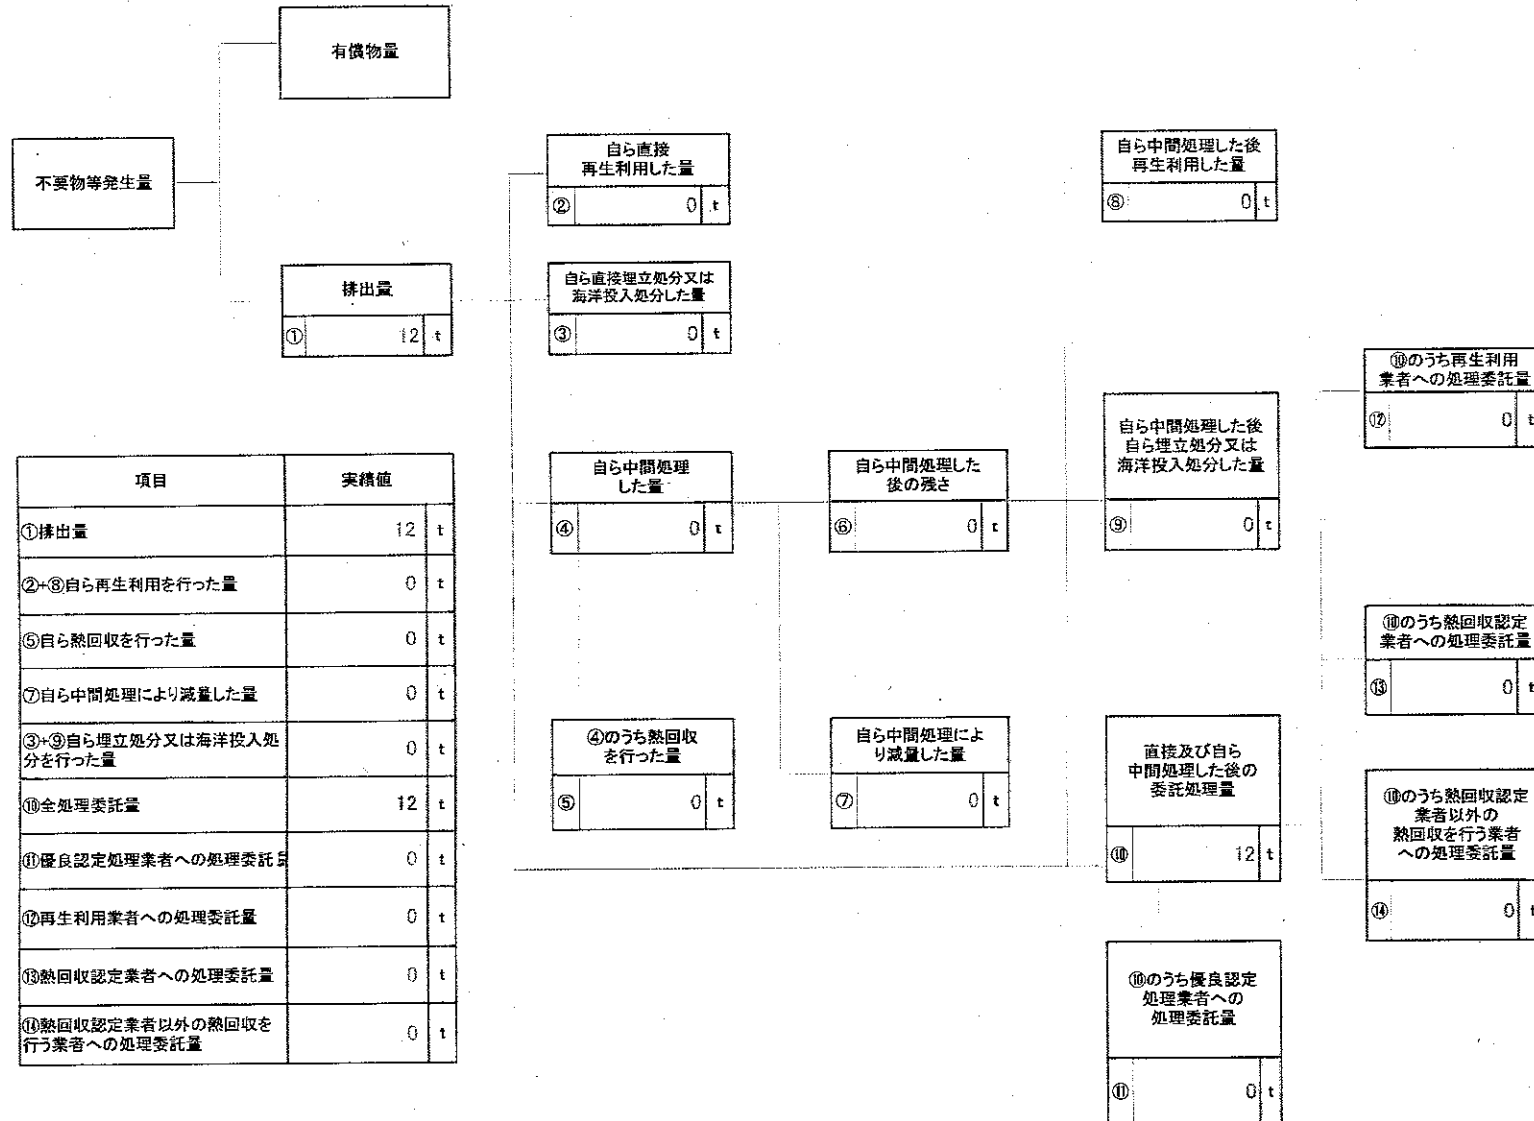 有償物量
不要物等発生量
排出量
① 12 t
自ら直接
再生利用した量
② 0 t
自ら直接埋立処分又は
海洋投入処分した量
③ 0 t
自ら中間処理
した量
④ 0 t
④のうち熱回収
を行った量
⑤ 0 t
自ら中間処理した
後の残さ
⑥ 0 t
自ら中間処理によ
り減量した量
⑦ 0 t
自ら中間処理した後
再生利用した量
⑧ 0 t
自ら中間処理した後
自ら埋立処分又は
海洋投入処分した量
⑨ 0 t
直接及び自ら
中間処理した後の
委託処理量
⑩ 12 t
⑩のうち優良認定
処理業者への
処理委託量
⑪ 0 t
⑩のうち再生利用
業者への処理委託量
⑫ 0 t
⑩のうち熱回収認定
業者への処理委託量
⑬ 0 t
⑩のうち熱回収認定
業者以外の
熱回収を行う業者
への処理委託量
⑭ 0 t
項目 実績値
①排出量 12 t
②+⑧自ら再生利用を行った量 0 t
⑤自ら熱回収を行った量 0 t
⑦自ら中間処理により減量した量 0 t
③+⑨自ら埋立処分又は海洋投入処
分を行った量 0 t
⑩全処理委託量 12 t
⑪優良認定処理業者への処理委託量 0 t
⑫再生利用業者への処理委託量 0 t
⑬熱回収認定業者への処理委託量 0 t
⑭熱回収認定業者以外の熱回収を
行う業者への処理委託量 0 t